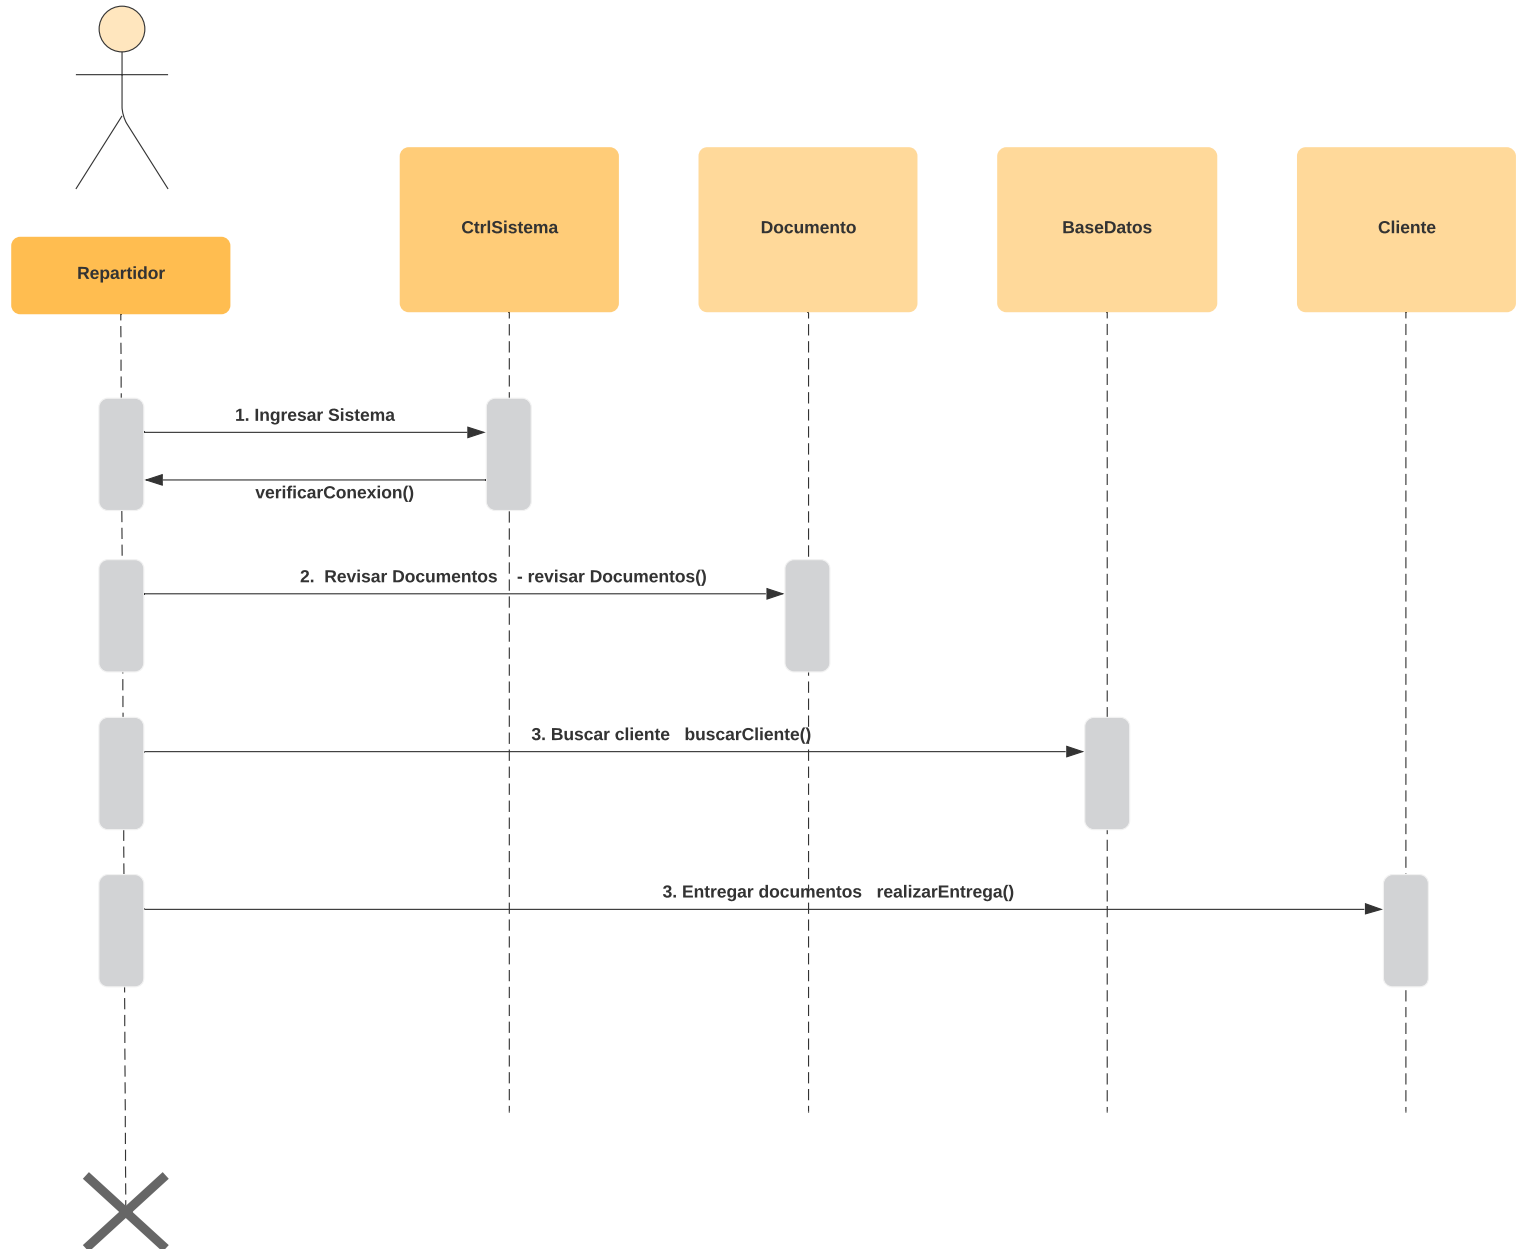 CtrlSistema
Documento
BaseDatos
Cliente
Repartidor
1. Ingresar Sistema
verificarConexion()
2.  Revisar Documentos    - revisar Documentos()
3. Buscar cliente   buscarCliente()
3. Entregar documentos   realizarEntrega()